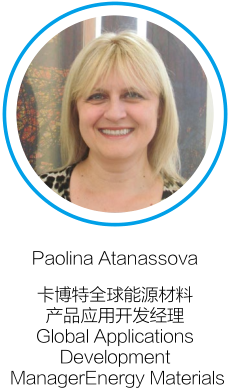 Paolina Atanassova
卡博特全球能源材料
产品应用开发经理
Global Applications
Development
ManagerEnergy Materials